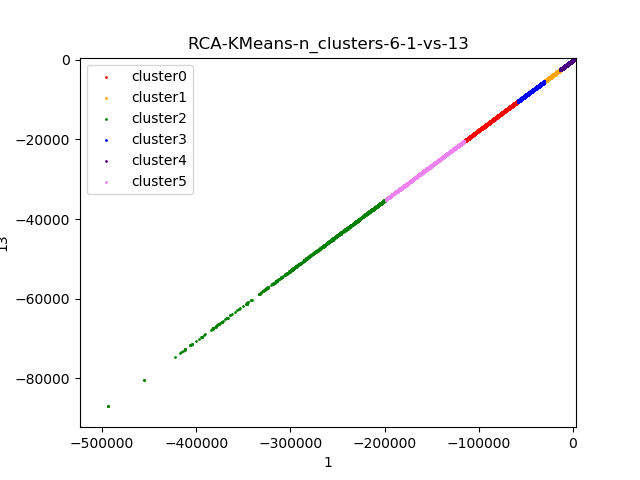 RCA-KMeans-n_clusters-6-1-vs-13
cluster0
cluster1
cluster2
cluster3
cluster4
cluster5
0
−20000
−40000
−60000
−80000
13
−500000
−400000
−300000
−200000
−100000
0
1